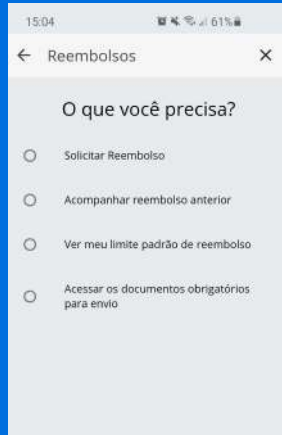 15:04 61%
Reembolsos
O que você precisa?
Solicitar Reembolso
Acompanhar reembolso anterior
Ver meu limite padrão de reembolso
Acessar os documentos obrigatórios
para envio